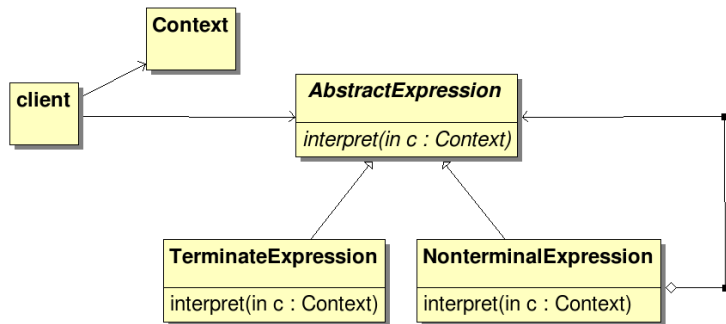 Context
client
AbstractExpression
interpret(in c : Context)
TerminateExpression
interpret(in c : Context)
NonterminalExpression
interpret(in c : Context)